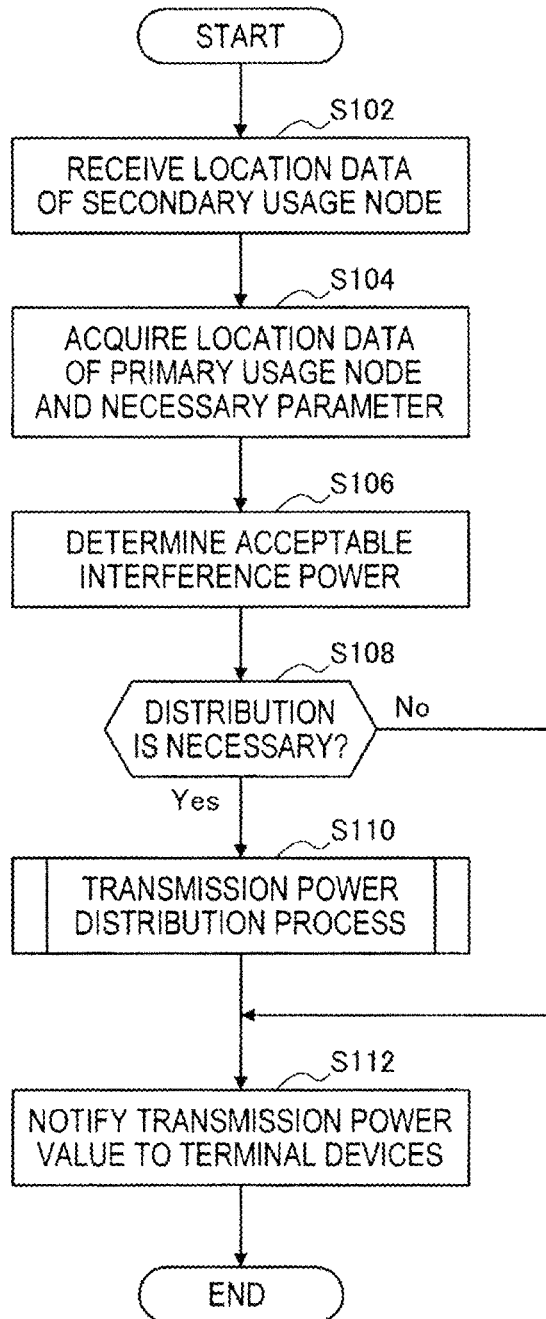 START
S102
RECEIVE LOCATION DATA
OF SECONDARY USAGE NODE
S104
ACQUIRE LOCATION DATA
OF PRIMARY USAGE NODE
AND NECESSARY PARAMETER
S106
DETERMINE ACCEPTABLE
INTERFERENCE POWER
S108
DISTRIBUTION
IS NECESSARY?
No
Yes
S110
TRANSMISSION POWER
DISTRIBUTION PROCESS
S112
NOTIFY TRANSMISSION POWER
VALUE TO TERMINAL DEVICES
END